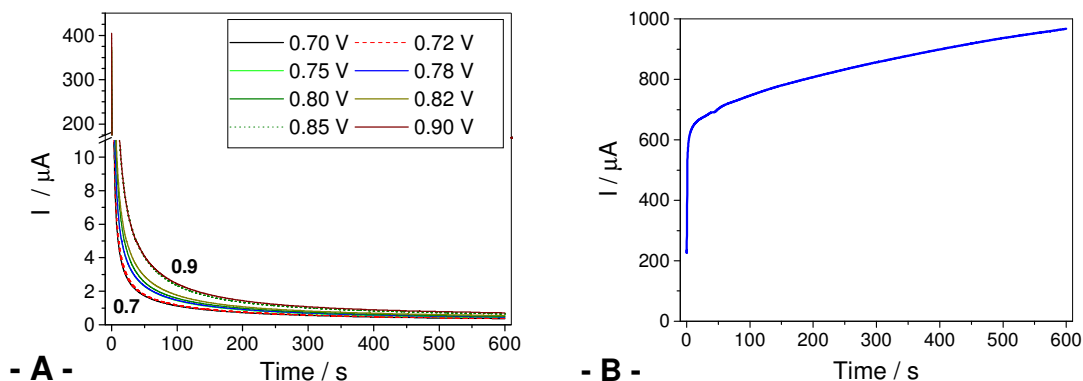 400
300
200
10
8
6
4
2
0
I / µA
0.70 V
0.72 V
0.75 V
0.78 V
0.80 V
0.82 V
0.85 V
0.90 V
0.9
0.7
0 100 200 300 400 500 600
Time / s
- A -
1000
800
600
400
200
0
I / µA
0 100 200 300 400 500 600
Time / s
- B -